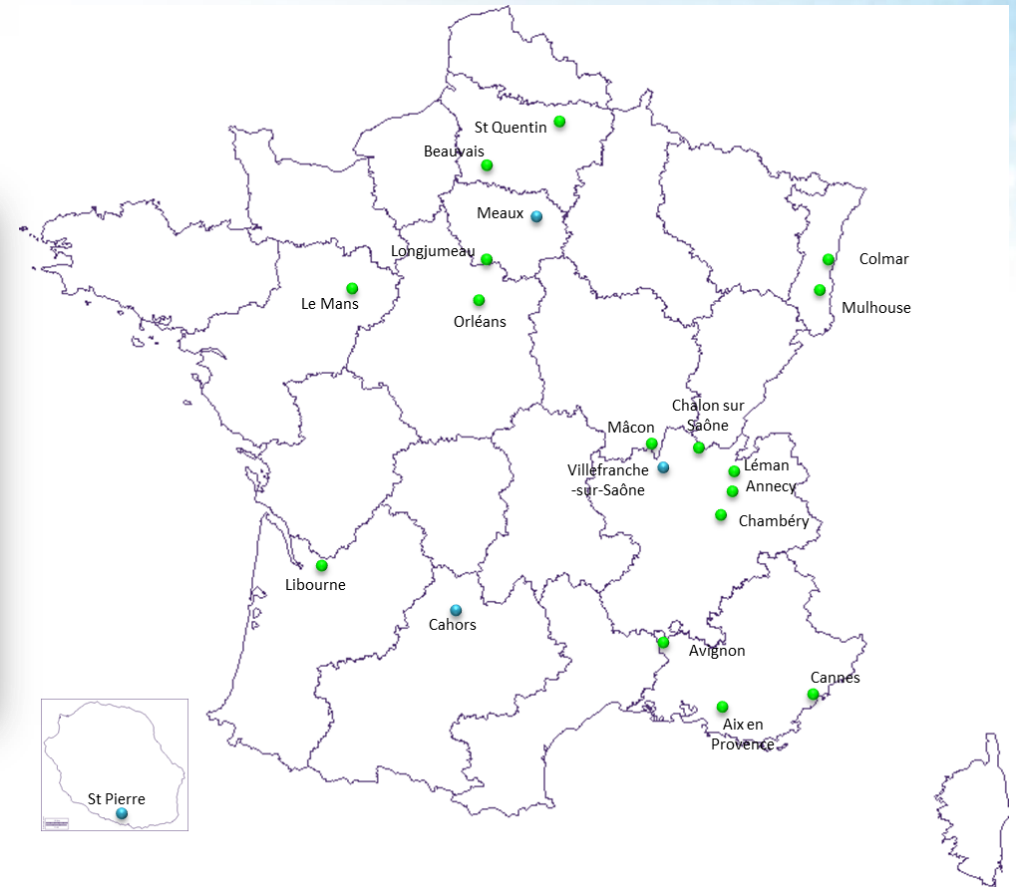 St Quentin
Beauvais
Meaux
Longjumeau
Colmar
Le Mans
Mulhouse
Orléans
Chalon sur
Saône
Mâcon
Villefranche
-sur-Saône
Léman
Annecy
Chambéry
Libourne
Cahors
Avignon
Cannes
Aix en
Provence
St Pierre